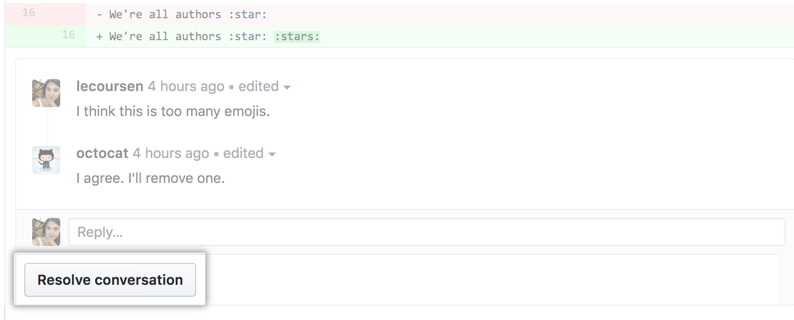 16 - We're all authors :star:
16 + We're all authors :star: :stars:
lecoursen 4 hours ago • edited
I think this is too many emojis.
octocat 4 hours ago • edited
I agree. I'll remove one.
Reply...
Resolve conversation